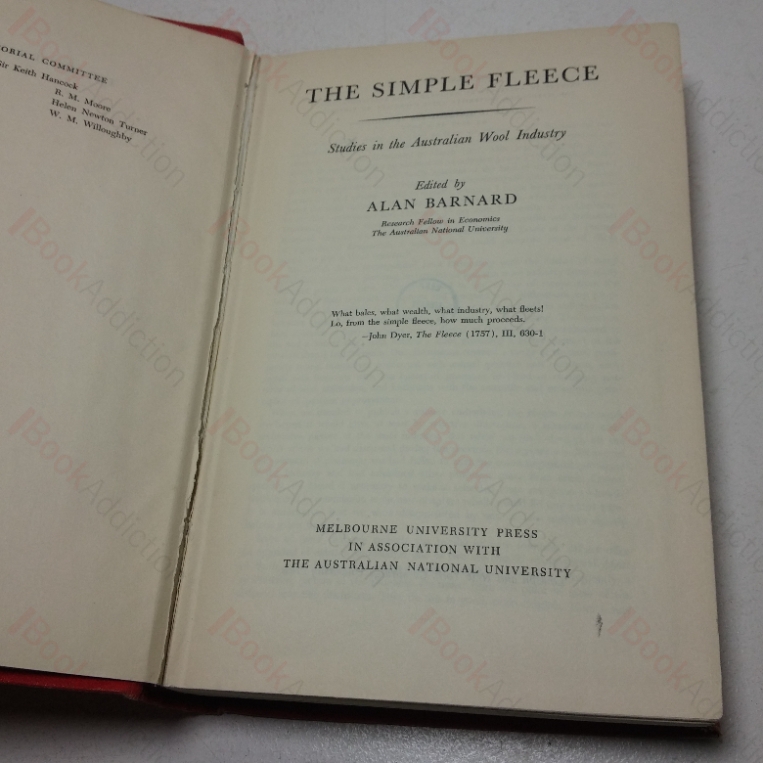 ORIAL COMMITTEE
Sir Keith Hancock
R. M. Moore
Helen Newton Turner
W. M. Willoughby
THE SIMPLE FLEECE
Studies in the Australian Wool Industry
Edited by
ALAN BARNARD
Research Fellow in Economics
The Australian National University
What bales, what wealth, what industry, what fleets!
Lo, from the simple fleece, how much proceeds.
—John Dyer, The Fleece (1757), III, 630-1
MELBOURNE UNIVERSITY PRESS
IN ASSOCIATION WITH
THE AUSTRALIAN NATIONAL UNIVERSITY
BookAddiction